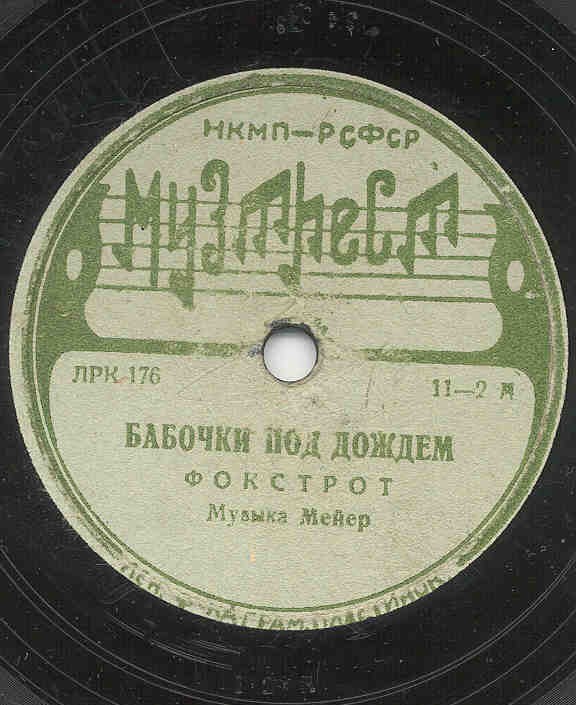 НКМП—РСФСР
Музтрест
ЛРК 176
11—2 М
БАБОЧКИ ПОД ДОЖДЕМ
ФОКСТРОТ
Музыка Мейер